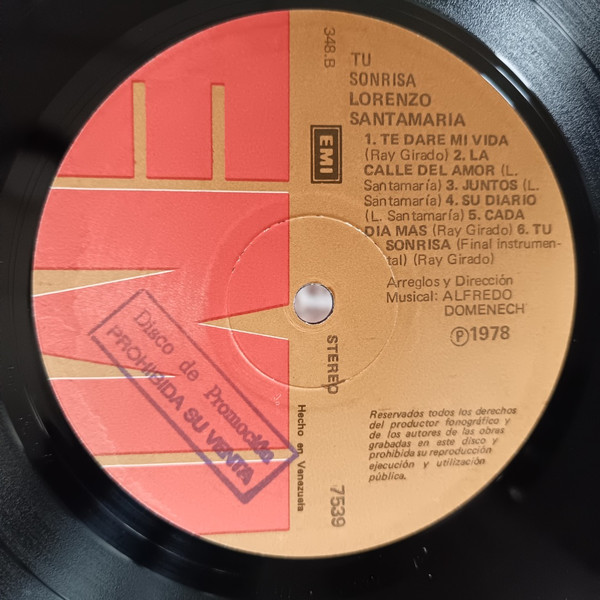 348.B
TU
SONRISA
LORENZO
SANTAMARIA
EMI
1. TE DARE MI VIDA
(Ray Girado) 2. LA
CALLE DEL AMOR (L.
Santamaría) 3. JUNTOS (L.
Santamaría) 4. SU DIARIO
(L. Santamaría) 5. CADA
DIA MAS (Ray Girado) 6. TU
SONRISA (Final instrumen-
tal) (Ray Girado)
Arreglos y Dirección
Musical: ALFREDO
DOMENECH
Ⓟ1978
STEREO
Disco de Promoción
PROHIBIDA SU VENTA
Hecho en Venezuela
7539
Reservados todos los derechos
del productor fonográfico y
de los autores de las obras
grabadas en este disco y
prohibida su reproducción
ejecución y utilización
pública.